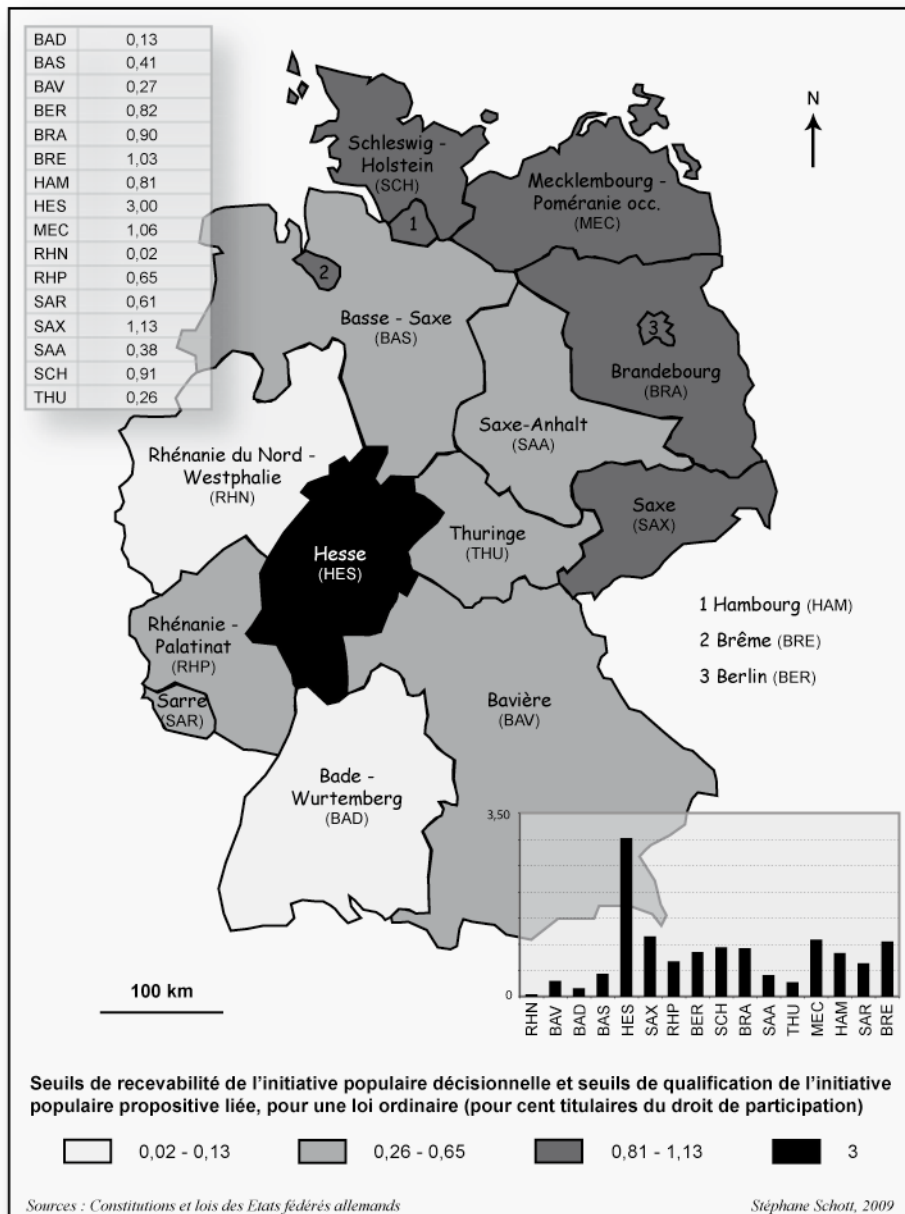 BAD 0,13
BAS 0,41
BAV 0,27
BER 0,82
BRA 0,90
BRE 1,03
HAM 0,81
HES 3,00
MEC 1,06
RHN 0,02
RHP 0,65
SAR 0,61
SAX 1,13
SAA 0,38
SCH 0,91
THU 0,26
N
Schleswig -
Holstein
(SCH)
Mecklembourg -
Poméranie occ.
(MEC)
1
2
Basse - Saxe
(BAS)
3
Brandebourg
(BRA)
Saxe-Anhalt
(SAA)
Rhénanie du Nord -
Westphalie
(RHN)
Saxe
(SAX)
Thuringe
(THU)
Hesse
(HES)
Rhénanie -
Palatinat
(RHP)
Sarre
(SAR)
Bavière
(BAV)
Bade -
Wurtemberg
(BAD)
1 Hambourg (HAM)
2 Brême (BRE)
3 Berlin (BER)
100 km
3,50
0
RHN BAV BAD BAS HES SAX RHP BER SCH BRA SAA THU MEC HAM SAR BRE
Seuils de recevabilité de l'initiative populaire décisionnelle et seuils de qualification de l'initiative
populaire propositive liée, pour une loi ordinaire (pour cent titulaires du droit de participation)
0,02 - 0,13 0,26 - 0,65 0,81 - 1,13 3
Sources : Constitutions et lois des Etats fédérés allemands Stéphane Schott, 2009